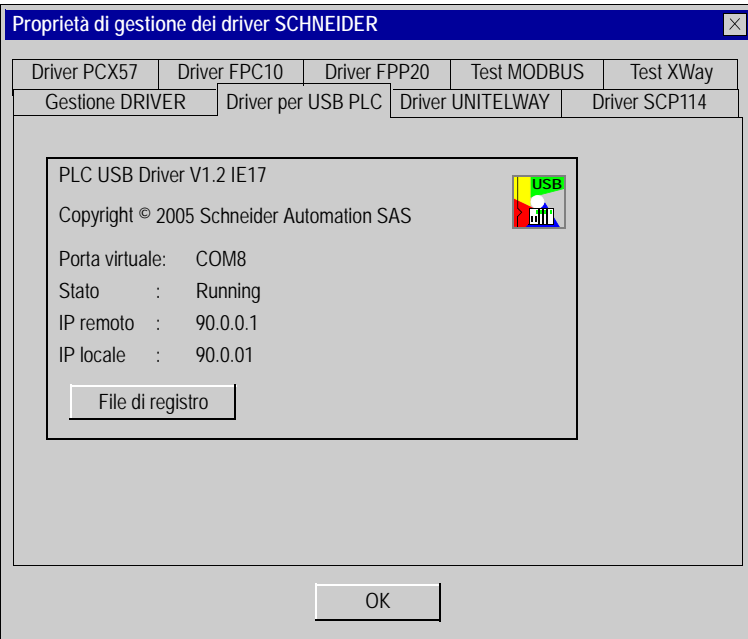 Proprietà di gestione dei driver SCHNEIDER
Driver PCX57 Driver FPC10 Driver FPP20 Test MODBUS Test XWay
Gestione DRIVER Driver per USB PLC Driver UNITELWAY Driver SCP114
PLC USB Driver V1.2 IE17
USB
Copyright © 2005 Schneider Automation SAS
Porta virtuale: COM8
Stato : Running
IP remoto : 90.0.0.1
IP locale : 90.0.01
File di registro
OK